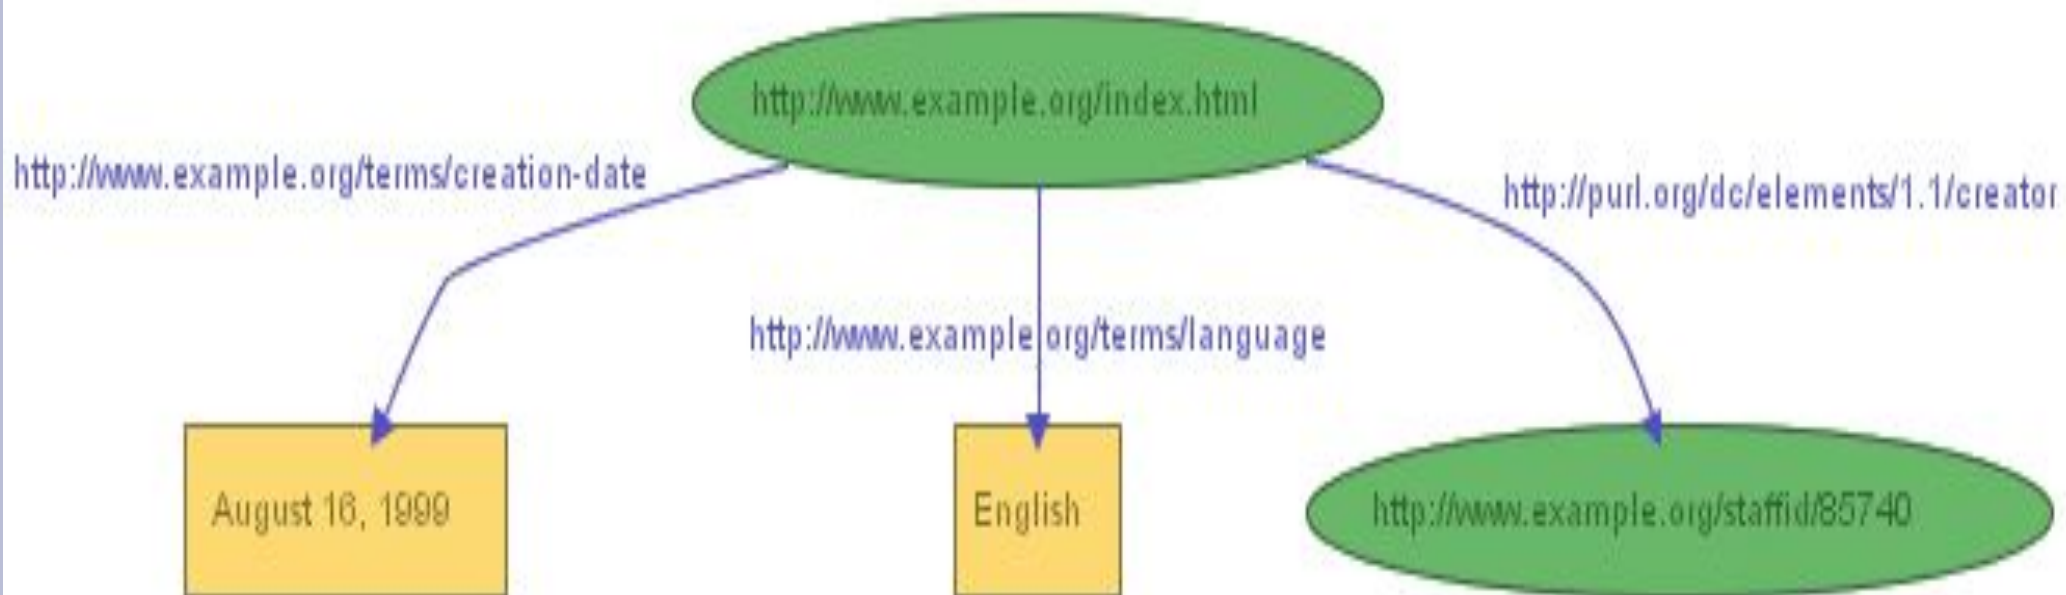 http://www.example.org/index.html
http://www.example.org/terms/creation-date
http://purl.org/dc/elements/1.1/creator
http://www.example.org/terms/language
August 16, 1999
English
http://www.example.org/staffid/85740